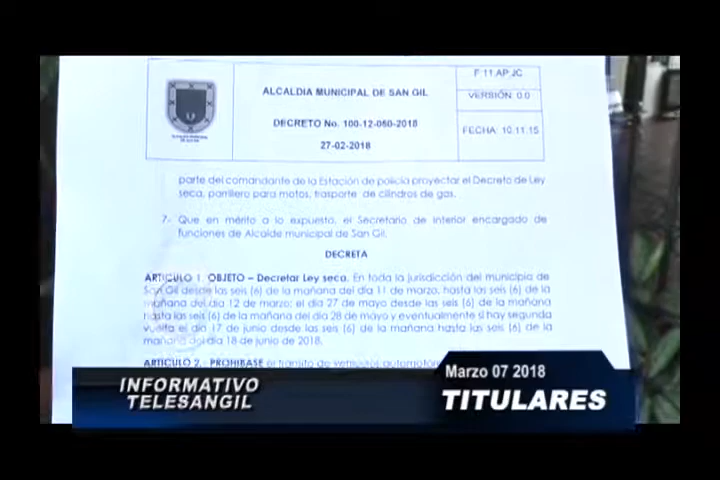 F:11.AP.JC
ALCALDIA MUNICIPAL DE SAN GIL
VERSIÓN: 0.0
DECRETO No. 100-12-060-2018
FECHA: 10.11.15
27-02-2018
parte del comandante de la Estación de policía proyectar el Decreto de Ley
seca, parrillero para motos, trasporte de cilindros de gas.
7. Que en mérito a lo expuesto, el Secretario de Interior encargado de
funciones de Alcalde municipal de San Gil.
DECRETA
ARTICULO 1. OBJETO – Decretar Ley seca. En toda la jurisdicción del municipio de
San Gil desde las seis (6) de la mañana del día 11 de marzo, hasta las seis (6) de la
mañana del día 12 de marzo; el día 27 de mayo desde las seis (6) de la mañana
hasta las seis (6) de la mañana del día 28 de mayo y eventualmente si hay segunda
vuelta el día 17 de junio desde las seis (6) de la mañana hasta las seis (6) de la
mañana del día 18 de junio de 2018.
ARTICULO 2. PROHIBASE el tránsito de vehículos
Marzo 07 2018
INFORMATIVO
TELESANGIL
TITULARES